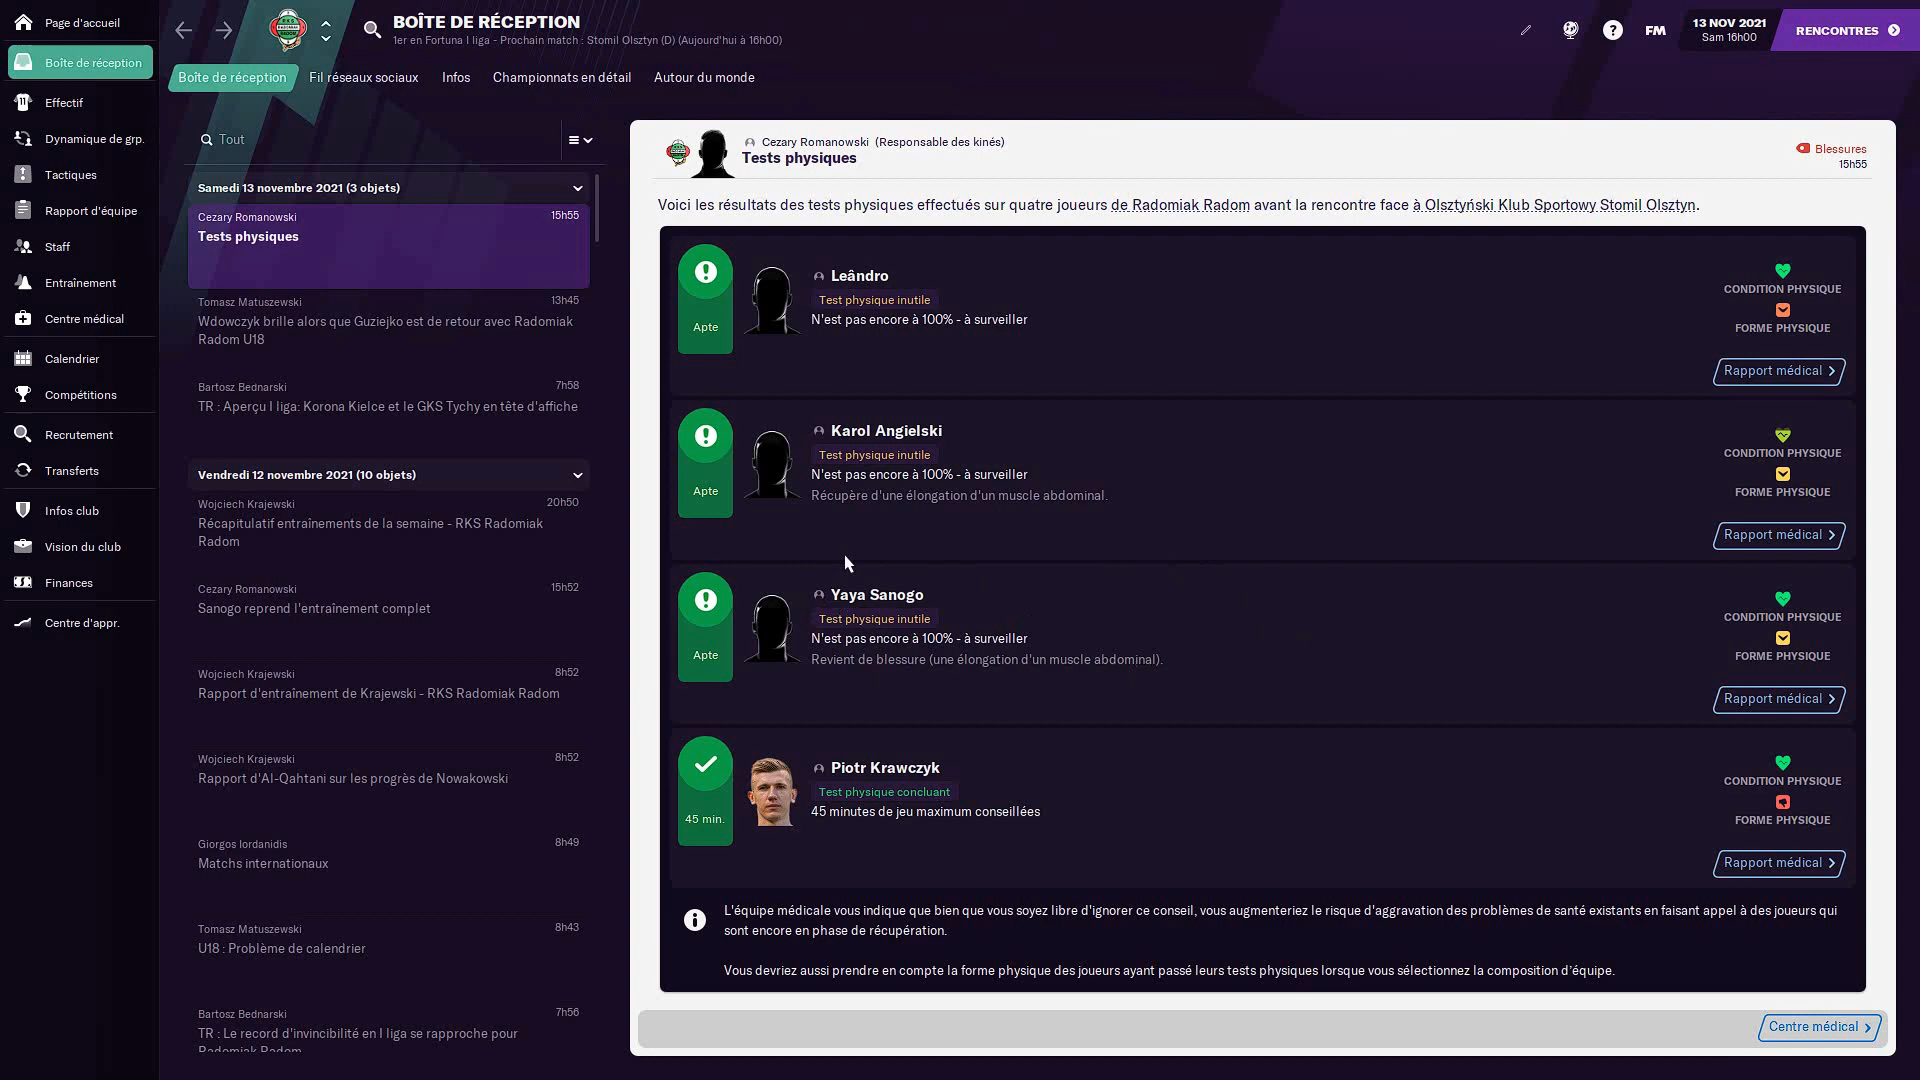 Page d'accueil
Boîte de réception
Effectif
Dynamique de grp.
Tactiques
Rapport d'équipe
Staff
Entraînement
Centre médical
Calendrier
Compétitions
Recrutement
Transferts
Infos club
Vision du club
Finances
Centre d'appr.
BOÎTE DE RÉCEPTION
1er en Fortuna I liga - Prochain match : Stomil Olsztyn (D) (Aujourd'hui à 16h00)
FM
13 NOV 2021
Sam 16h00
RENCONTRES
Boîte de réception
Fil réseaux sociaux
Infos
Championnats en détail
Autour du monde
Tout
Samedi 13 novembre 2021 (3 objets)
Cezary Romanowski 15h55
Tests physiques
Tomasz Matuszewski 13h45
Wdowczyk brille alors que Guziejko est de retour avec Radomiak
Radom U18
Bartosz Bednarski 7h58
TR : Aperçu I liga: Korona Kielce et le GKS Tychy en tête d'affiche
Vendredi 12 novembre 2021 (10 objets)
Wojciech Krajewski 20h50
Récapitulatif entraînements de la semaine - RKS Radomiak
Radom
Cezary Romanowski 15h52
Sanogo reprend l'entraînement complet
Wojciech Krajewski 8h52
Rapport d'entraînement de Krajewski - RKS Radomiak Radom
Wojciech Krajewski 8h52
Rapport d'Al-Qahtani sur les progrès de Nowakowski
Giorgos Iordanidis 8h49
Matchs internationaux
Tomasz Matuszewski 8h43
U18 : Problème de calendrier
Bartosz Bednarski 7h56
TR : Le record d'invincibilité en I liga se rapproche pour
Radomiak Radom
Cezary Romanowski (Responsable des kinés)
Tests physiques
Blessures
15h55
Voici les résultats des tests physiques effectués sur quatre joueurs de Radomiak Radom avant la rencontre face à Olsztyński Klub Sportowy Stomil Olsztyn.
Apte
Leândro
Test physique inutile
N'est pas encore à 100% - à surveiller
CONDITION PHYSIQUE
FORME PHYSIQUE
Rapport médical
Apte
Karol Angielski
Test physique inutile
N'est pas encore à 100% - à surveiller
Récupère d'une élongation d'un muscle abdominal.
CONDITION PHYSIQUE
FORME PHYSIQUE
Rapport médical
Apte
Yaya Sanogo
Test physique inutile
N'est pas encore à 100% - à surveiller
Revient de blessure (une élongation d'un muscle abdominal).
CONDITION PHYSIQUE
FORME PHYSIQUE
Rapport médical
45 min.
Piotr Krawczyk
Test physique concluant
45 minutes de jeu maximum conseillées
CONDITION PHYSIQUE
FORME PHYSIQUE
Rapport médical
L'équipe médicale vous indique que bien que vous soyez libre d'ignorer ce conseil, vous augmenteriez le risque d'aggravation des problèmes de santé existants en faisant appel à des joueurs qui
sont encore en phase de récupération.
Vous devriez aussi prendre en compte la forme physique des joueurs ayant passé leurs tests physiques lorsque vous sélectionnez la composition d'équipe.
Centre médical